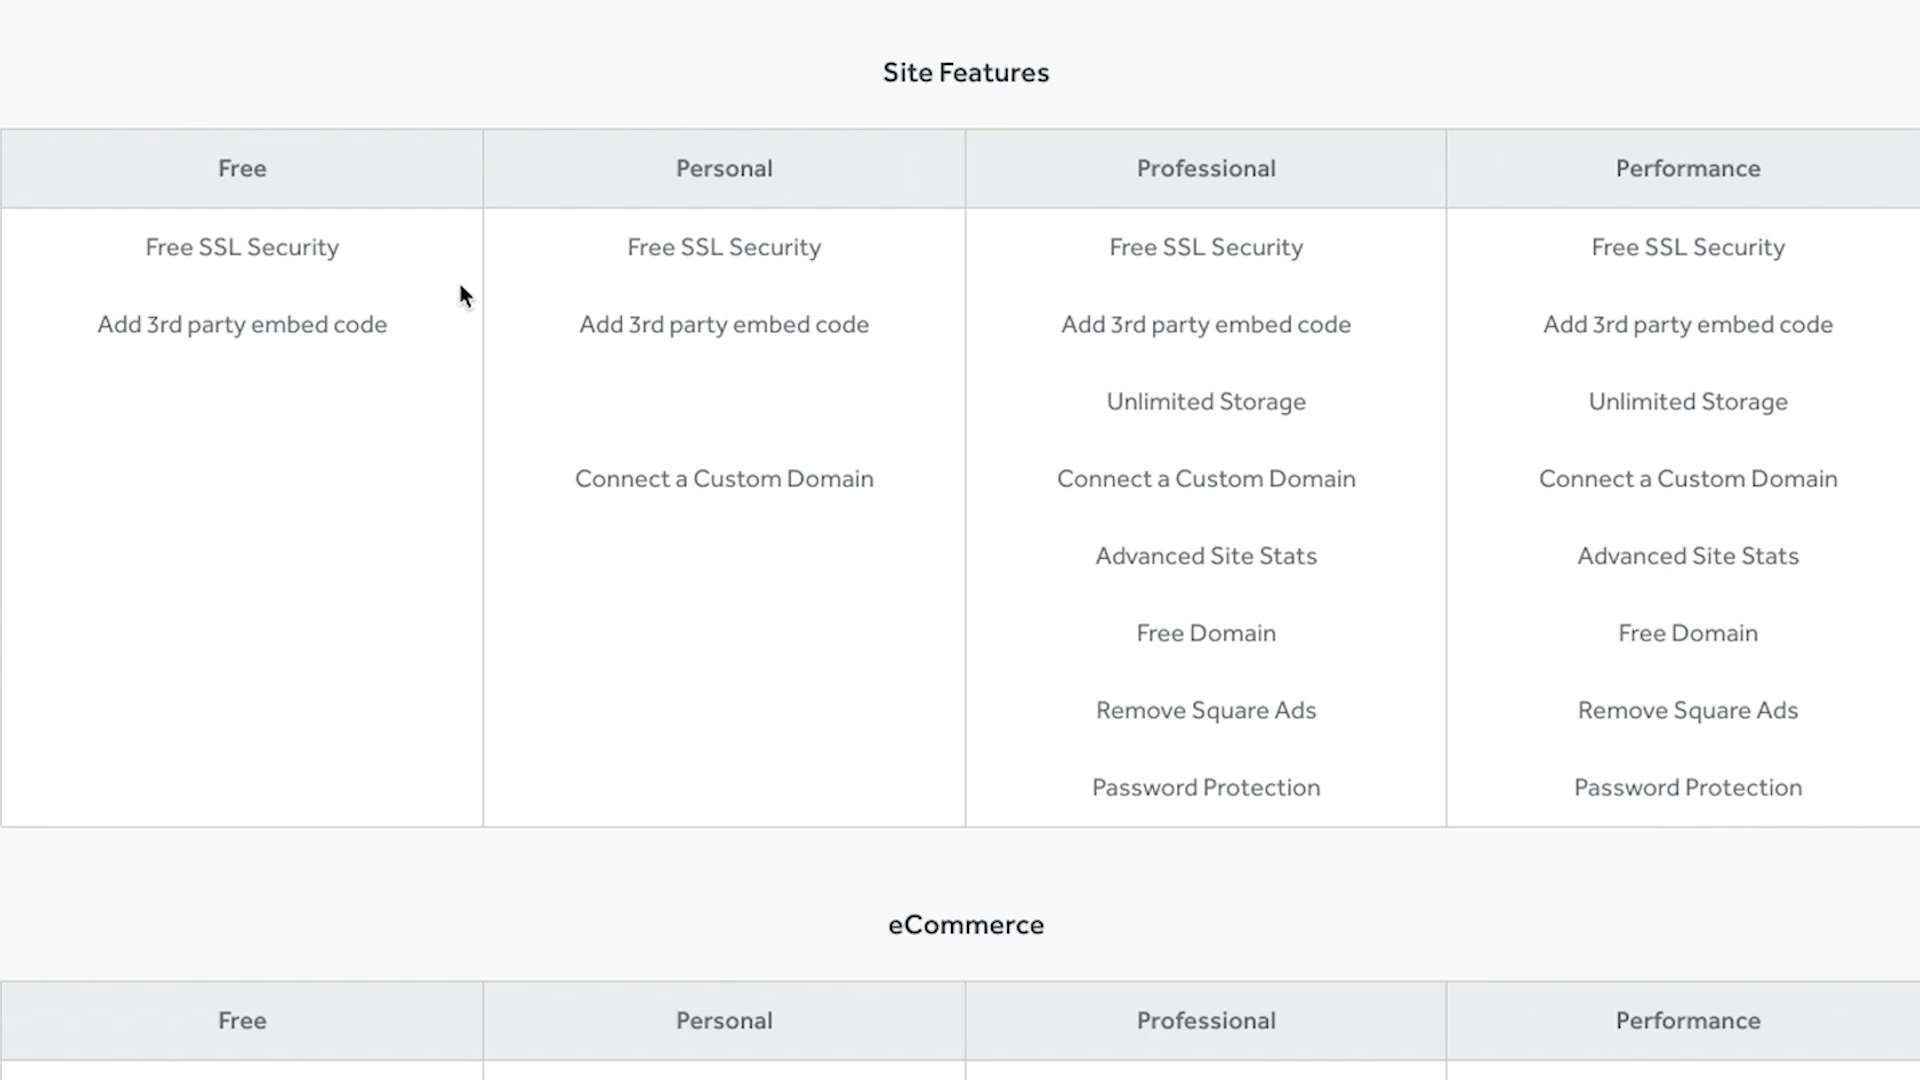 Site Features
Free Personal Professional Performance
Free SSL Security Free SSL Security Free SSL Security Free SSL Security
Add 3rd party embed code Add 3rd party embed code Add 3rd party embed code Add 3rd party embed code
Unlimited Storage Unlimited Storage
Connect a Custom Domain Connect a Custom Domain Connect a Custom Domain
Advanced Site Stats Advanced Site Stats
Free Domain Free Domain
Remove Square Ads Remove Square Ads
Password Protection Password Protection
eCommerce
Free Personal Professional Performance